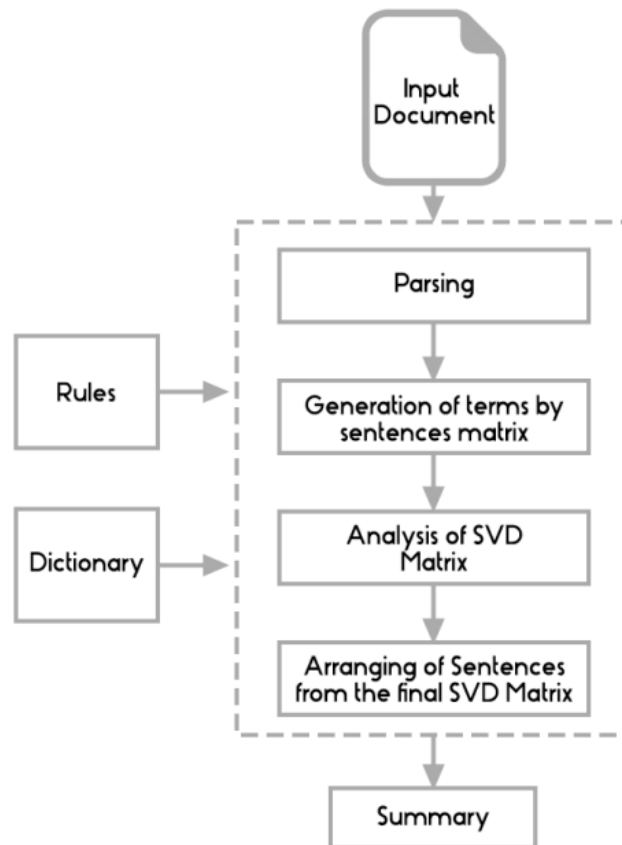 Input
Document
Parsing
Rules
Generation of terms by
sentences matrix
Dictionary
Analysis of SVD
Matrix
Arranging of Sentences
from the final SVD Matrix
Summary